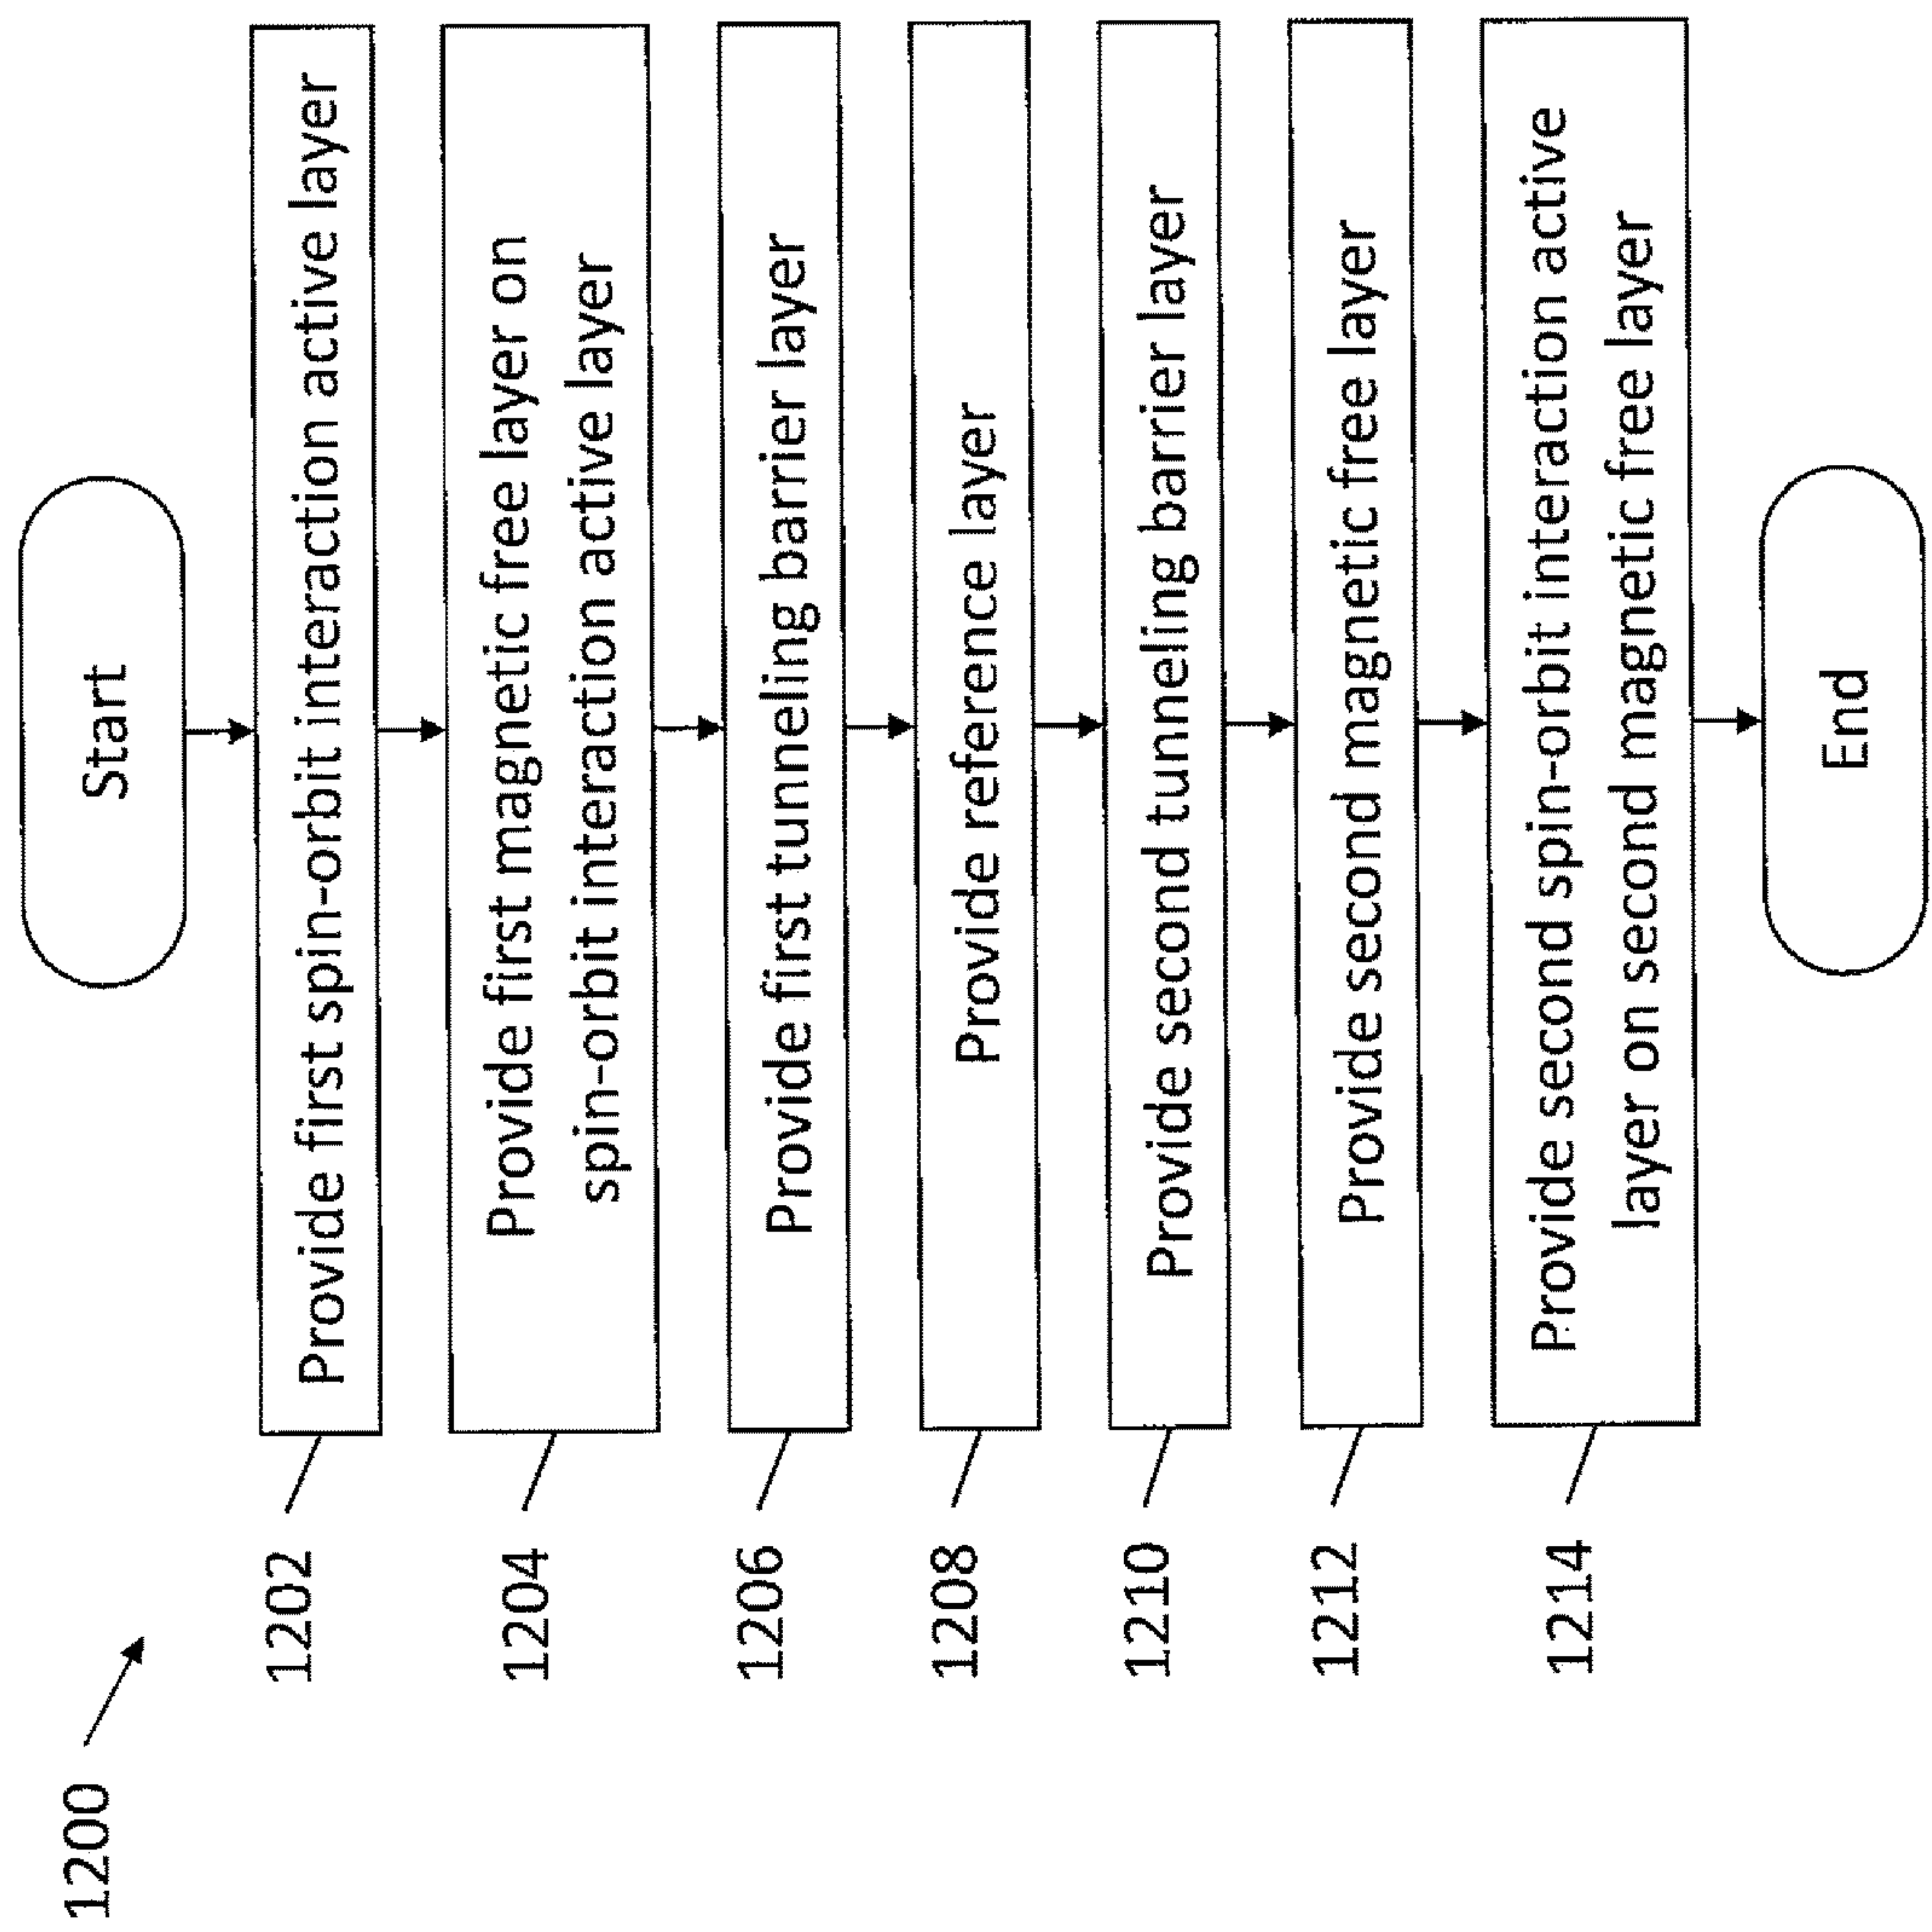 1200
Start
1202
Provide first spin-orbit interaction active layer
1204
Provide first magnetic free layer on
spin-orbit interaction active layer
1206
Provide first tunneling barrier layer
1208
Provide reference layer
1210
Provide second tunneling barrier layer
1212
Provide second magnetic free layer
1214
Provide second spin-orbit interaction active
layer on second magnetic free layer
End